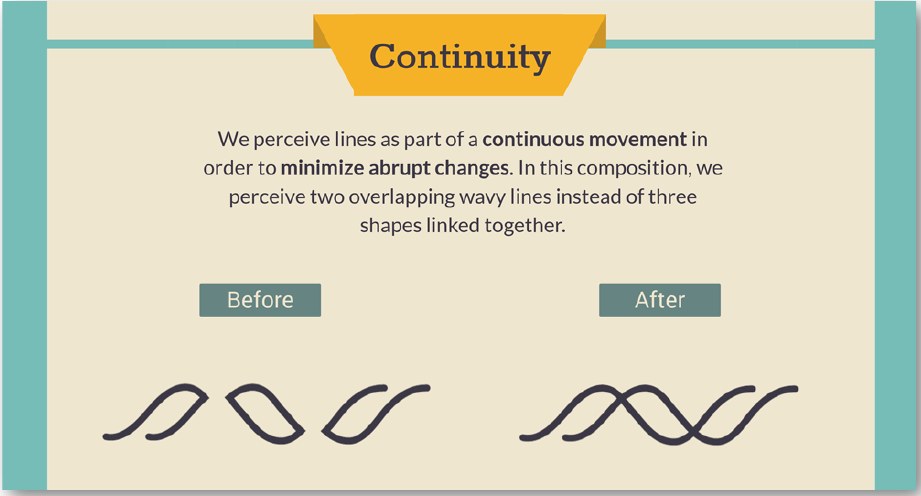 Continuity
We perceive lines as part of a continuous movement in
order to minimize abrupt changes. In this composition, we
perceive two overlapping wavy lines instead of three
shapes linked together.
Before
After